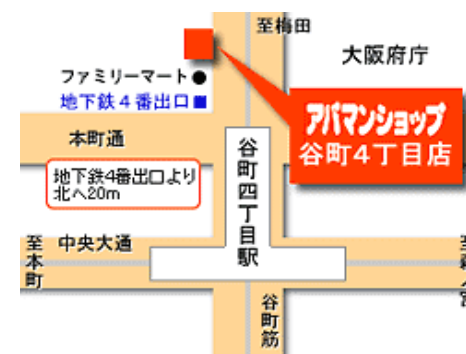 至梅田
大阪府庁
ファミリーマート●
地下鉄4番出口■
アパマンショップ
谷町4丁目店
本町通
地下鉄4番出口より
北へ20m
谷町四丁目駅
中央大通
至本町
谷町筋